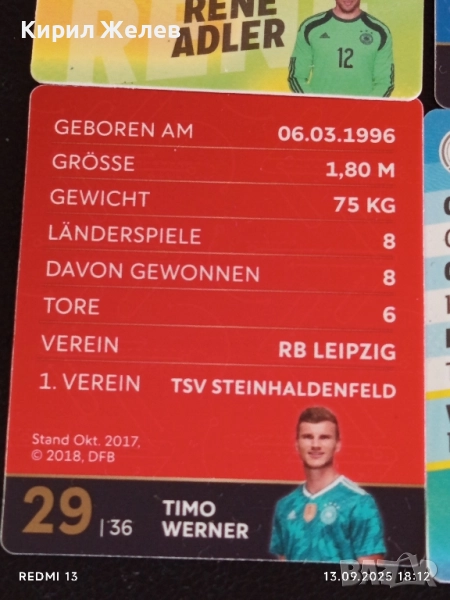 Кирил Желев
RENÉ
ADLER
12
GEBOREN AM 06.03.1996
GRÖSSE 1,80 M
GEWICHT 75 KG
LÄNDERSPIELE 8
DAVON GEWONNEN 8
TORE 6
VEREIN RB LEIPZIG
1. VEREIN TSV STEINHALDENFELD
Stand Okt. 2017,
© 2018, DFB
29 | 36
TIMO
WERNER
BAZAR
REDMI 13
13.09.2025 18:12